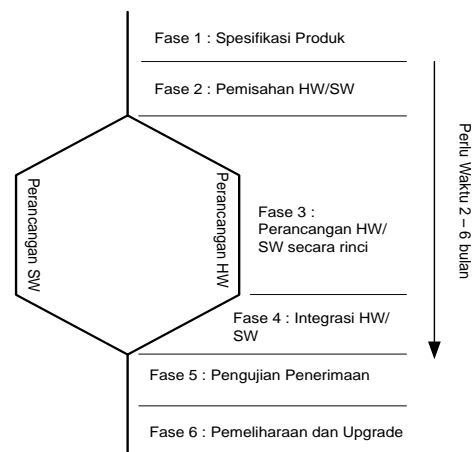 Fase 1 : Spesifikasi Produk
Fase 2 : Pemisahan HW/SW
Perancangan SW
Perancangan HW
Fase 3 :
Perancangan HW/
SW secara rinci
Fase 4 : Integrasi HW/
SW
Fase 5 : Pengujian Penerimaan
Fase 6 : Pemeliharaan dan Upgrade
Perlu Waktu 2 – 6 bulan